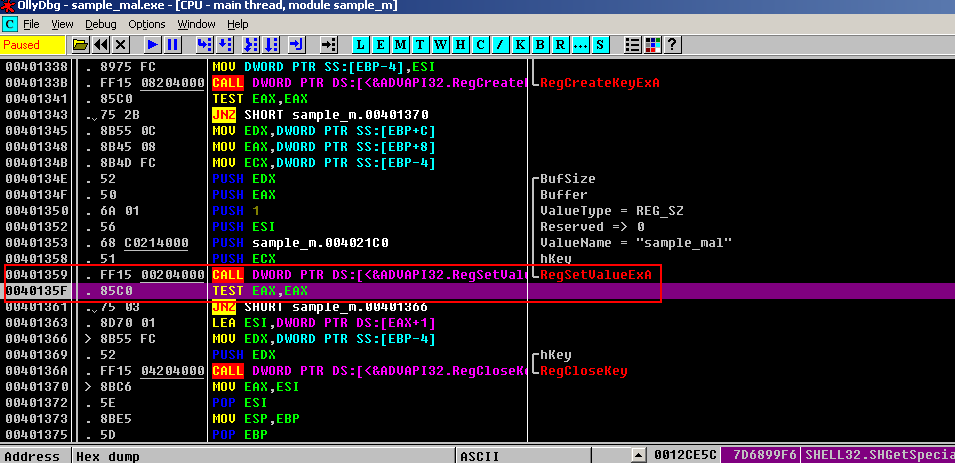 OllyDbg - sample_mal.exe - [CPU - main thread, module sample_m]
C File View Debug Options Window Help
Paused L E M T W H C / K B R ... S ?
00401338 . 8975 FC MOV DWORD PTR SS:[EBP-4],ESI
0040133B . FF15 08204000 CALL DWORD PTR DS:[<&ADVAPI32.RegCreateK RegCreateKeyExA
00401341 . 85C0 TEST EAX,EAX
00401343 .⌄75 2B JNZ SHORT sample_m.00401370
00401345 . 8B55 0C MOV EDX,DWORD PTR SS:[EBP+C]
00401348 . 8B45 08 MOV EAX,DWORD PTR SS:[EBP+8]
0040134B . 8B4D FC MOV ECX,DWORD PTR SS:[EBP-4]
0040134E . 52 PUSH EDX BufSize
0040134F . 50 PUSH EAX Buffer
00401350 . 6A 01 PUSH 1 ValueType = REG_SZ
00401352 . 56 PUSH ESI Reserved => 0
00401353 . 68 C0214000 PUSH sample_m.004021C0 ValueName = "sample_mal"
00401358 . 51 PUSH ECX hKey
00401359 . FF15 00204000 CALL DWORD PTR DS:[<&ADVAPI32.RegSetValu RegSetValueExA
0040135F . 85C0 TEST EAX,EAX
00401361 .⌄75 03 JNZ SHORT sample_m.00401366
00401363 . 8D70 01 LEA ESI,DWORD PTR DS:[EAX+1]
00401366 > 8B55 FC MOV EDX,DWORD PTR SS:[EBP-4]
00401369 . 52 PUSH EDX hKey
0040136A . FF15 04204000 CALL DWORD PTR DS:[<&ADVAPI32.RegCloseKe RegCloseKey
00401370 > 8BC6 MOV EAX,ESI
00401372 . 5E POP ESI
00401373 . 8BE5 MOV ESP,EBP
00401375 . 5D POP EBP
Address Hex dump ASCII 0012CE5C 7D6899F6 SHELL32.SHGetSpecia